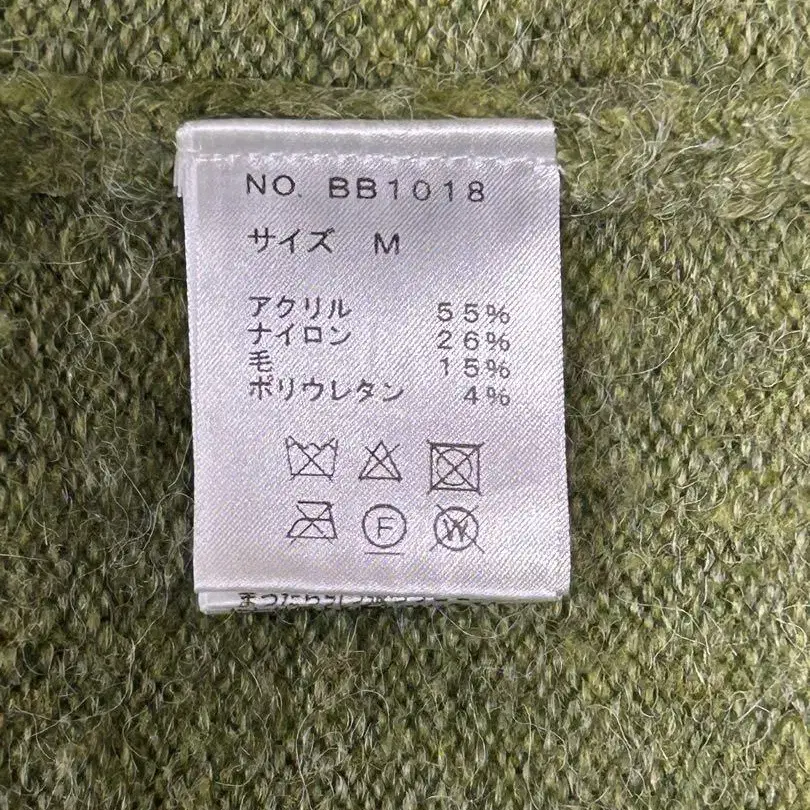 NO. BB1018
サイズ M
アクリル 55%
ナイロン 26%
毛 15%
ポリウレタン 4%
F
W